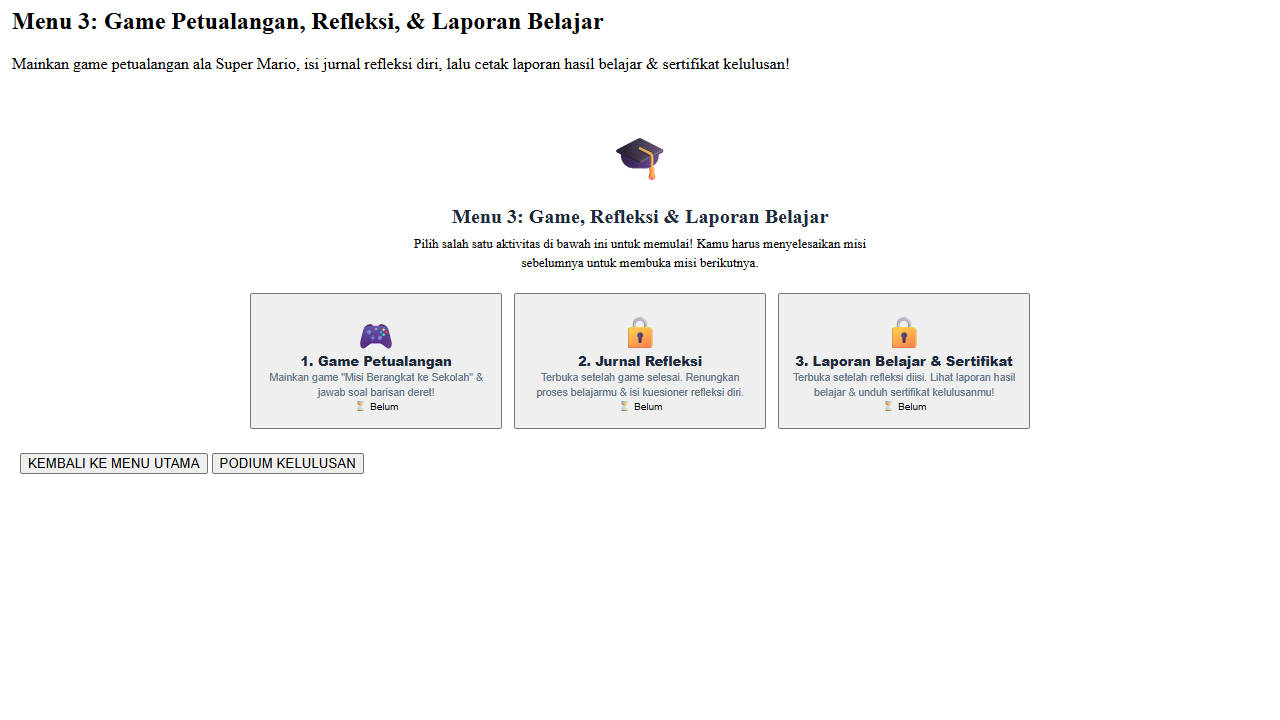 Menu 3: Game Petualangan, Refleksi, & Laporan Belajar
Mainkan game petualangan ala Super Mario, isi jurnal refleksi diri, lalu cetak laporan hasil belajar & sertifikat kelulusan!
Menu 3: Game, Refleksi & Laporan Belajar
Pilih salah satu aktivitas di bawah ini untuk memulai! Kamu harus menyelesaikan misi
sebelumnya untuk membuka misi berikutnya.
1. Game Petualangan
Mainkan game "Misi Berangkat ke Sekolah" &
jawab soal barisan deret!
⏳ Belum
2. Jurnal Refleksi
Terbuka setelah game selesai. Renungkan
proses belajarmu & isi kuesioner refleksi diri.
⏳ Belum
3. Laporan Belajar & Sertifikat
Terbuka setelah refleksi diisi. Lihat laporan hasil
belajar & unduh sertifikat kelulusanmu!
⏳ Belum
KEMBALI KE MENU UTAMA
PODIUM KELULUSAN